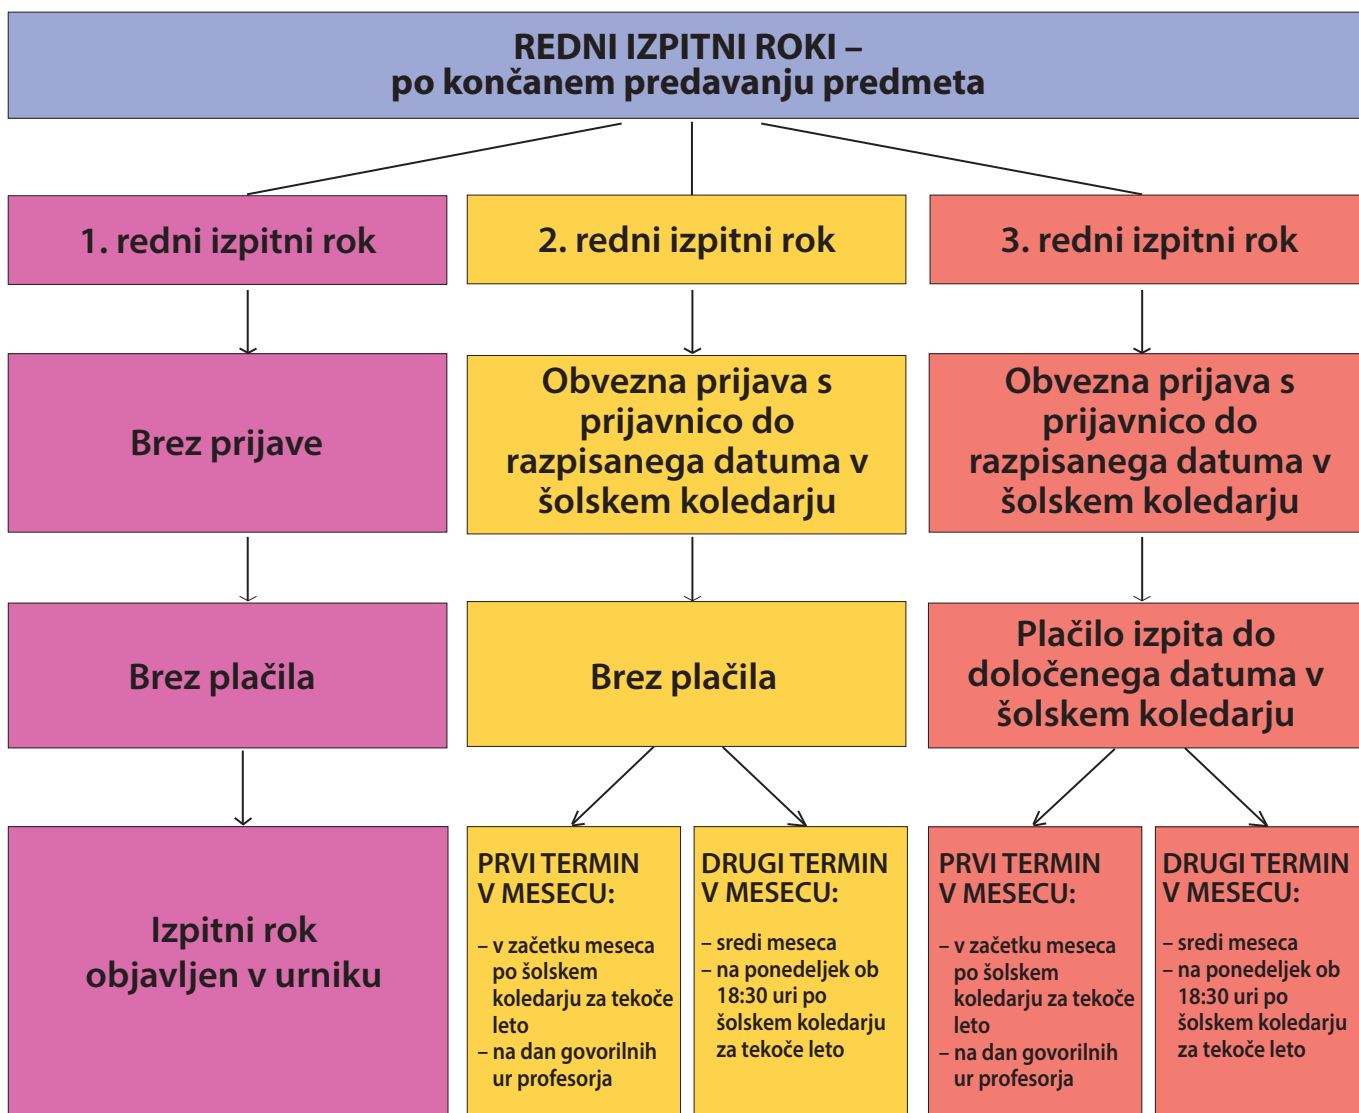 REDNI IZPITNI ROKI –
po končanem predavanju predmeta
1. redni izpitni rok
2. redni izpitni rok
3. redni izpitni rok
Brez prijave
Obvezna prijava s
prijavnico do
razpisanega datuma v
šolskem koledarju
Obvezna prijava s
prijavnico do
razpisanega datuma v
šolskem koledarju
Brez plačila
Brez plačila
Plačilo izpita do
določenega datuma v
šolskem koledarju
Izpitni rok
objavljen v urniku
PRVI TERMIN
V MESECU:
– v začetku meseca
po šolskem
koledarju za tekoče
leto
– na dan govorilnih
ur profesorja
DRUGI TERMIN
V MESECU:
– sredi meseca
– na ponedeljek ob
18:30 uri po
šolskem koledarju
za tekoče leto
PRVI TERMIN
V MESECU:
– v začetku meseca
po šolskem
koledarju za tekoče
leto
– na dan govorilnih
ur profesorja
DRUGI TERMIN
V MESECU:
– sredi meseca
– na ponedeljek ob
18:30 uri po
šolskem koledarju
za tekoče leto